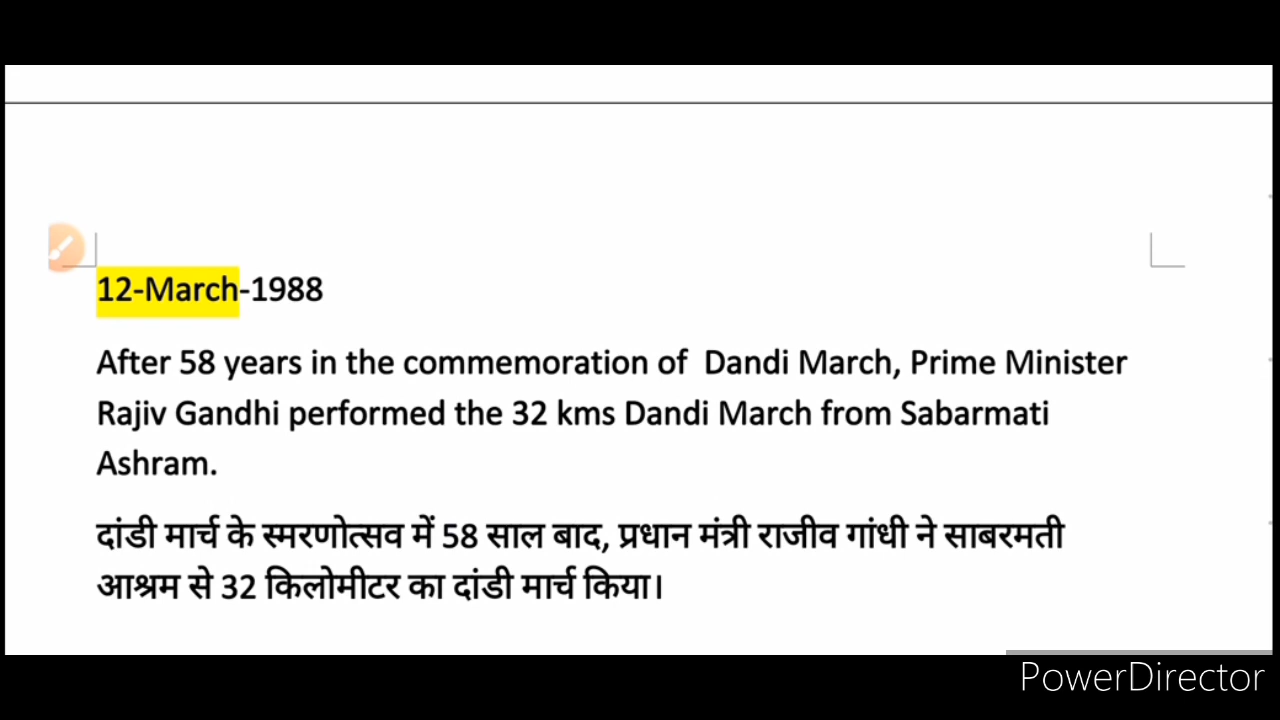 12-March-1988
After 58 years in the commemoration of Dandi March, Prime Minister
Rajiv Gandhi performed the 32 kms Dandi March from Sabarmati
Ashram.
दांडी मार्च के स्मरणोत्सव में 58 साल बाद, प्रधान मंत्री राजीव गांधी ने साबरमती
आश्रम से 32 किलोमीटर का दांडी मार्च किया।
PowerDirector